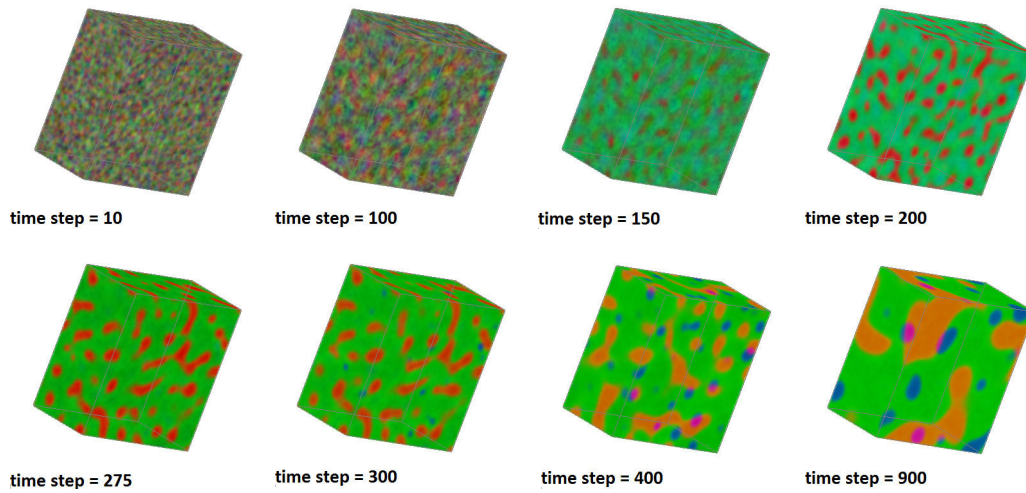 time step = 10
time step = 100
time step = 150
time step = 200
time step = 275
time step = 300
time step = 400
time step = 900